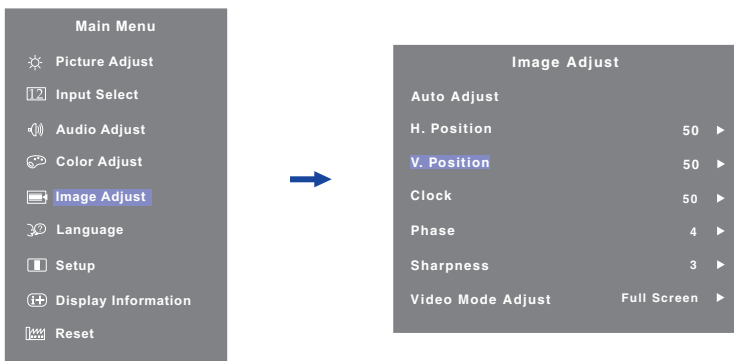 Main Menu
Picture Adjust
12 Input Select
Audio Adjust
Color Adjust
Image Adjust
? Language
Setup
i+ Display Information
Reset
Image Adjust
Auto Adjust
H. Position 50
V. Position 50
Clock 50
Phase 4
Sharpness 3
Video Mode Adjust Full Screen